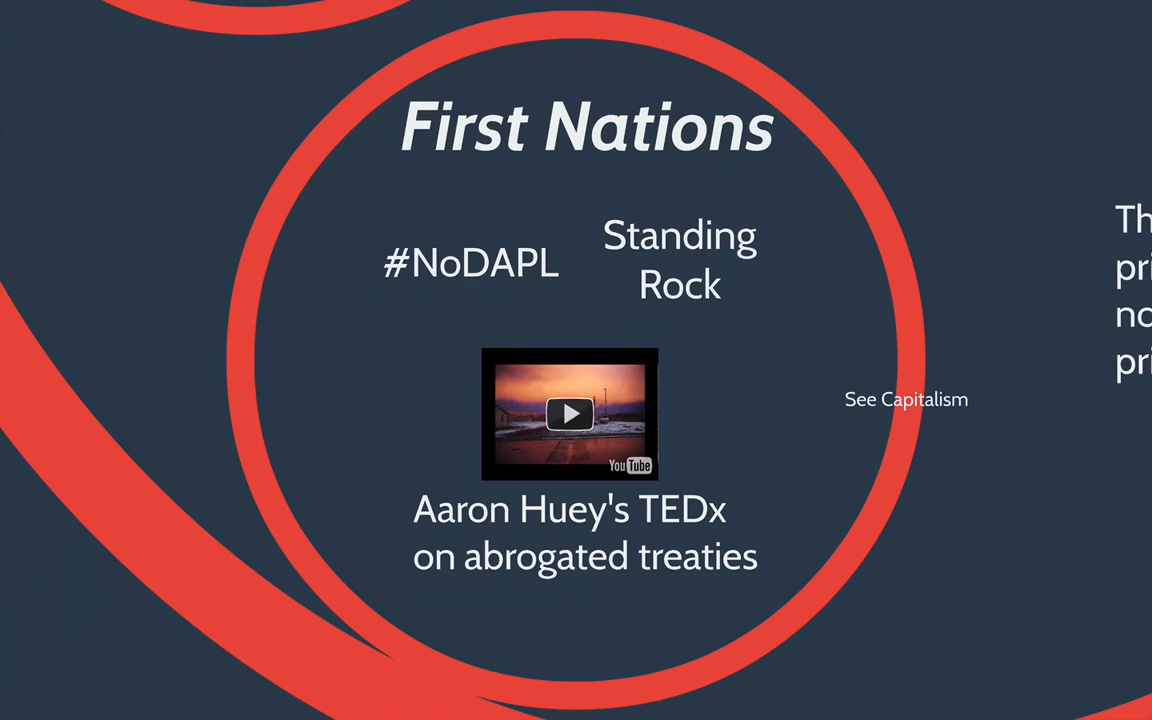 First Nations
#NoDAPL
Standing
Rock
YouTube
See Capitalism
Aaron Huey's TEDx
on abrogated treaties